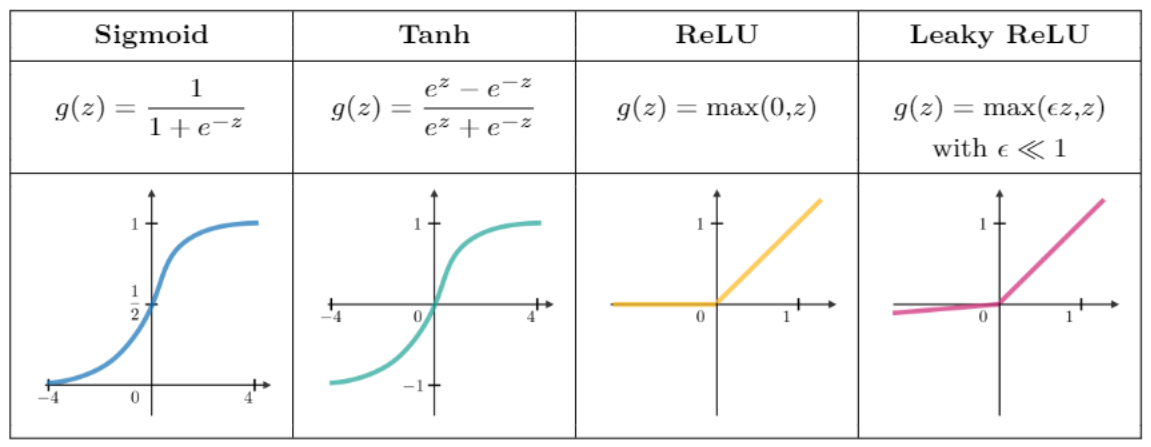 Sigmoid
Tanh
ReLU
Leaky ReLU
g(z) = 1 / (1 + e^{-z})
g(z) = (e^z − e^{-z}) / (e^z + e^{-z})
g(z) = max(0,z)
g(z) = max(ϵz,z)
with ϵ ≪ 1
1
1/2
−4
0
4
1
−4
0
4
−1
1
0
1
1
0
1